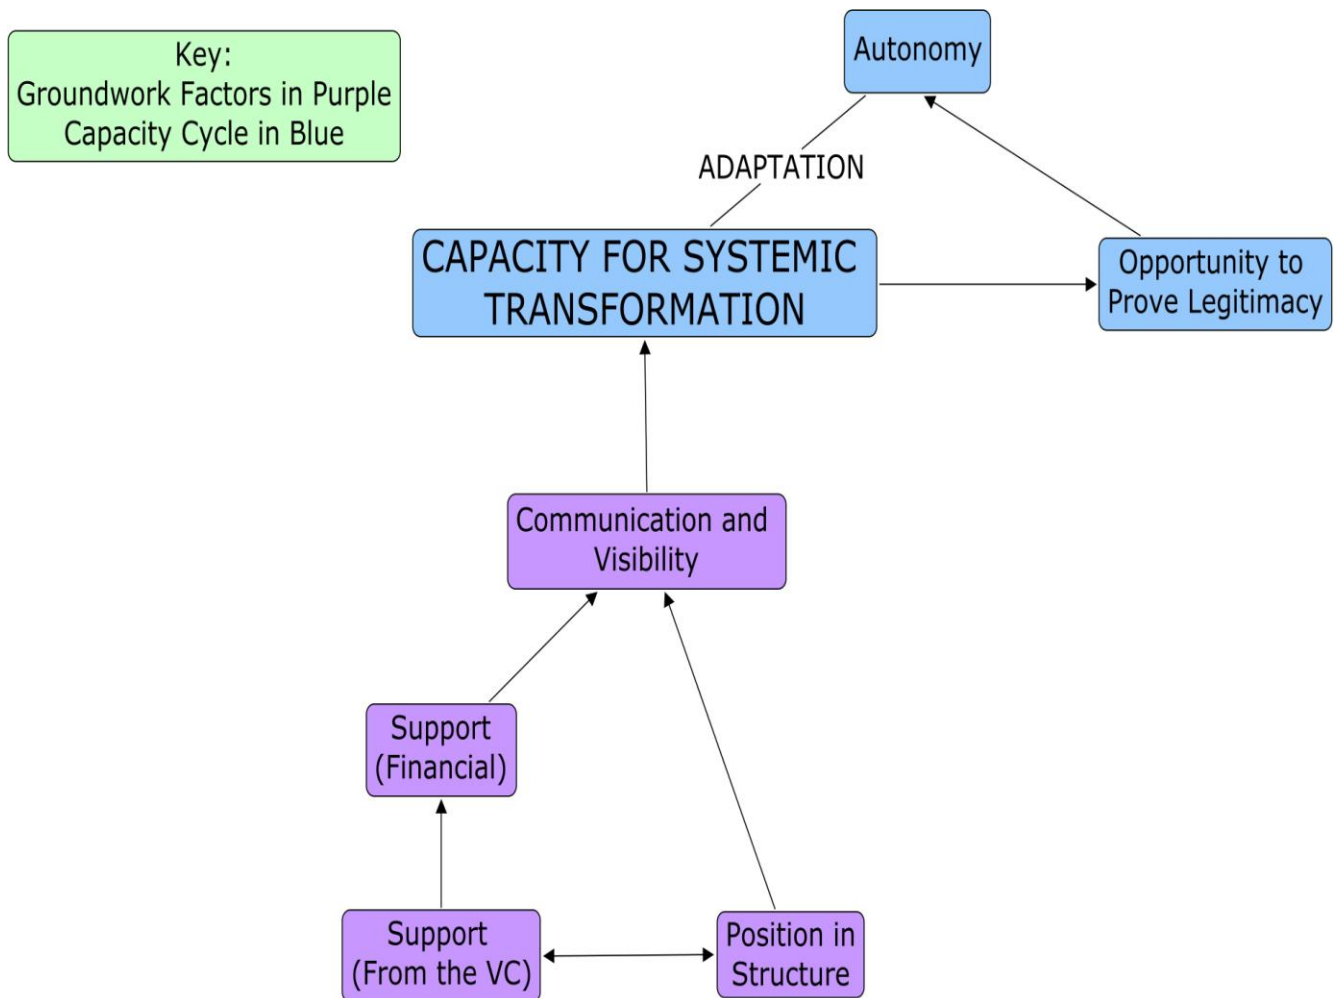 Key:
Groundwork Factors in Purple
Capacity Cycle in Blue
Autonomy
ADAPTATION
CAPACITY FOR SYSTEMIC
TRANSFORMATION
Opportunity to
Prove Legitimacy
Communication and
Visibility
Support
(Financial)
Support
(From the VC)
Position in
Structure